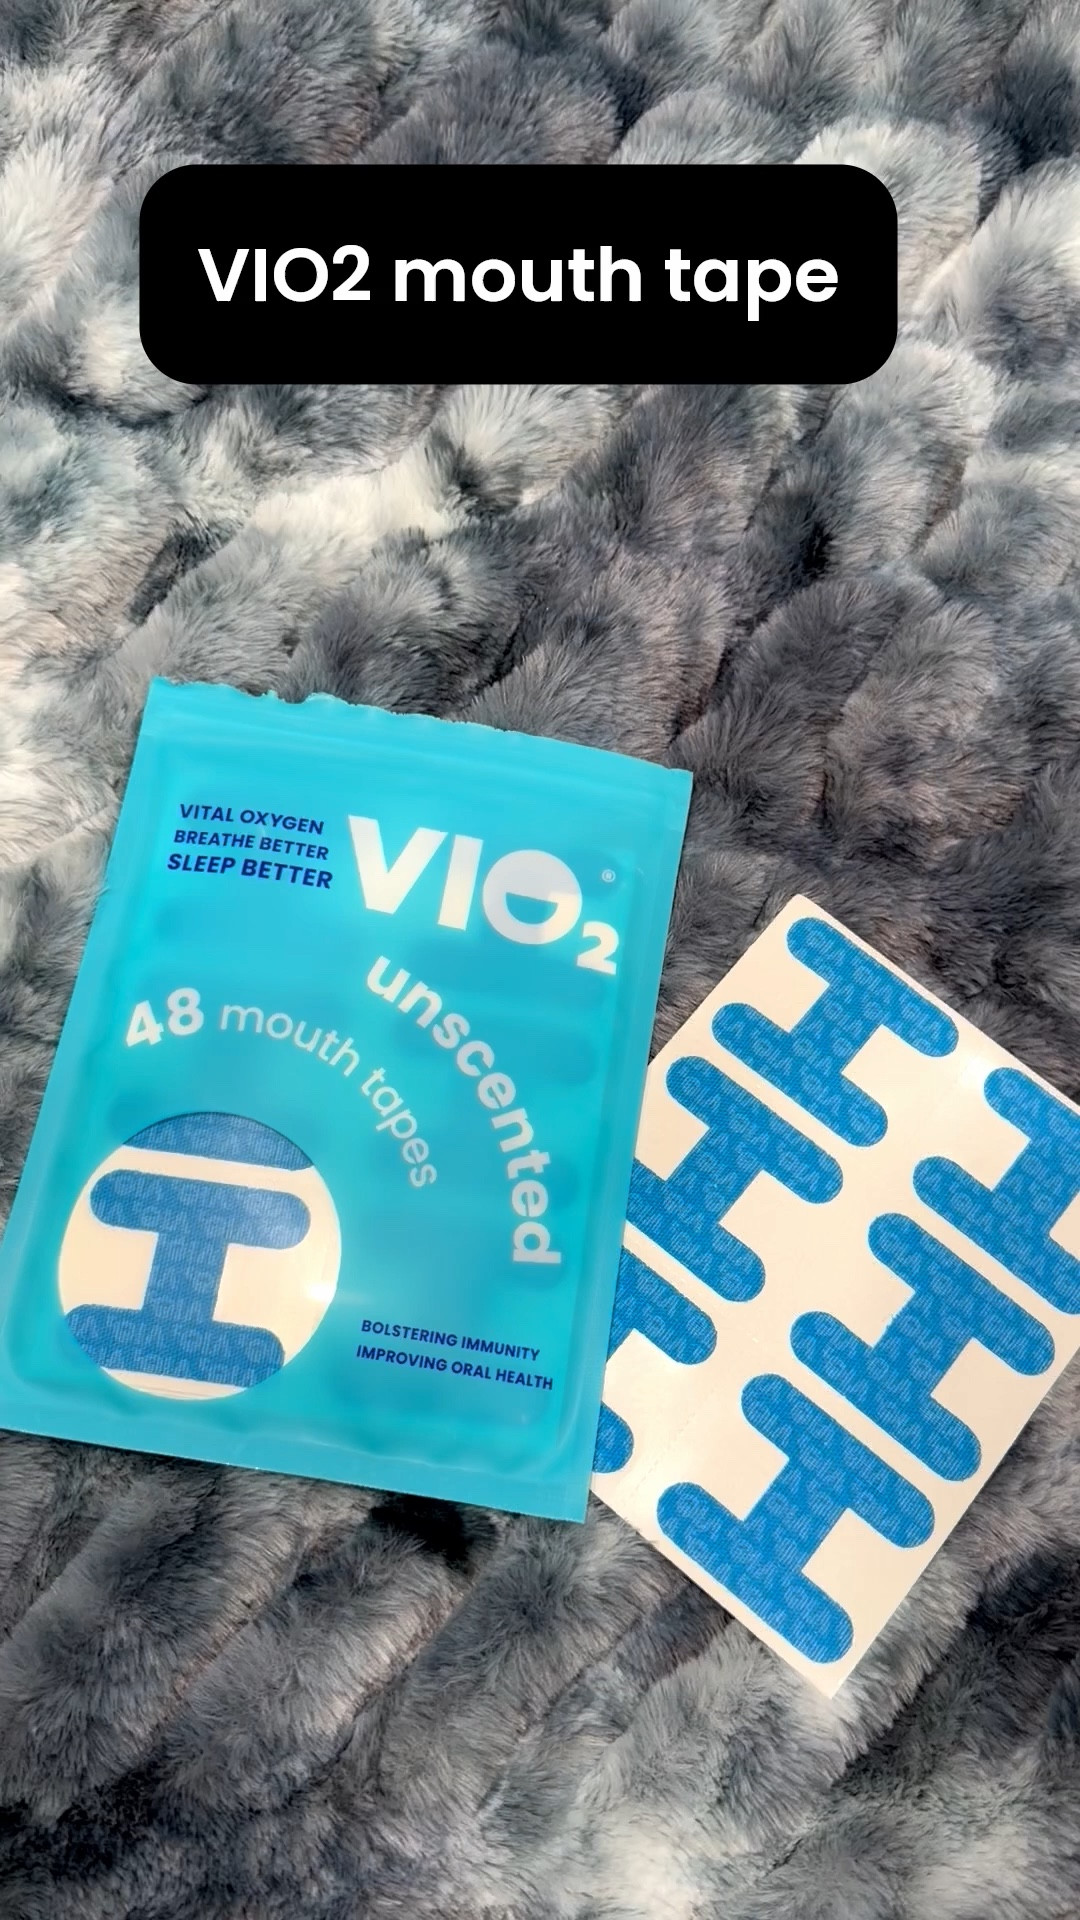 VIO2 mouth tape
VITAL OXYGEN
BREATHE BETTER
SLEEP BETTER
VIO2®
unscented
48 mouth tapes
BOLSTERING IMMUNITY
IMPROVING ORAL HEALTH